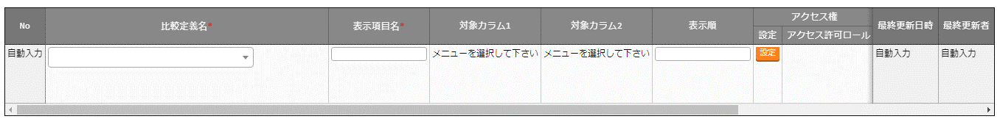 No
比較定義名*
表示項目名*
対象カラム1
対象カラム2
表示順
アクセス権
設定
アクセス許可ロール
最終更新日時
最終更新者
自動入力
メニューを選択して下さい
メニューを選択して下さい
設定
自動入力
自動入力